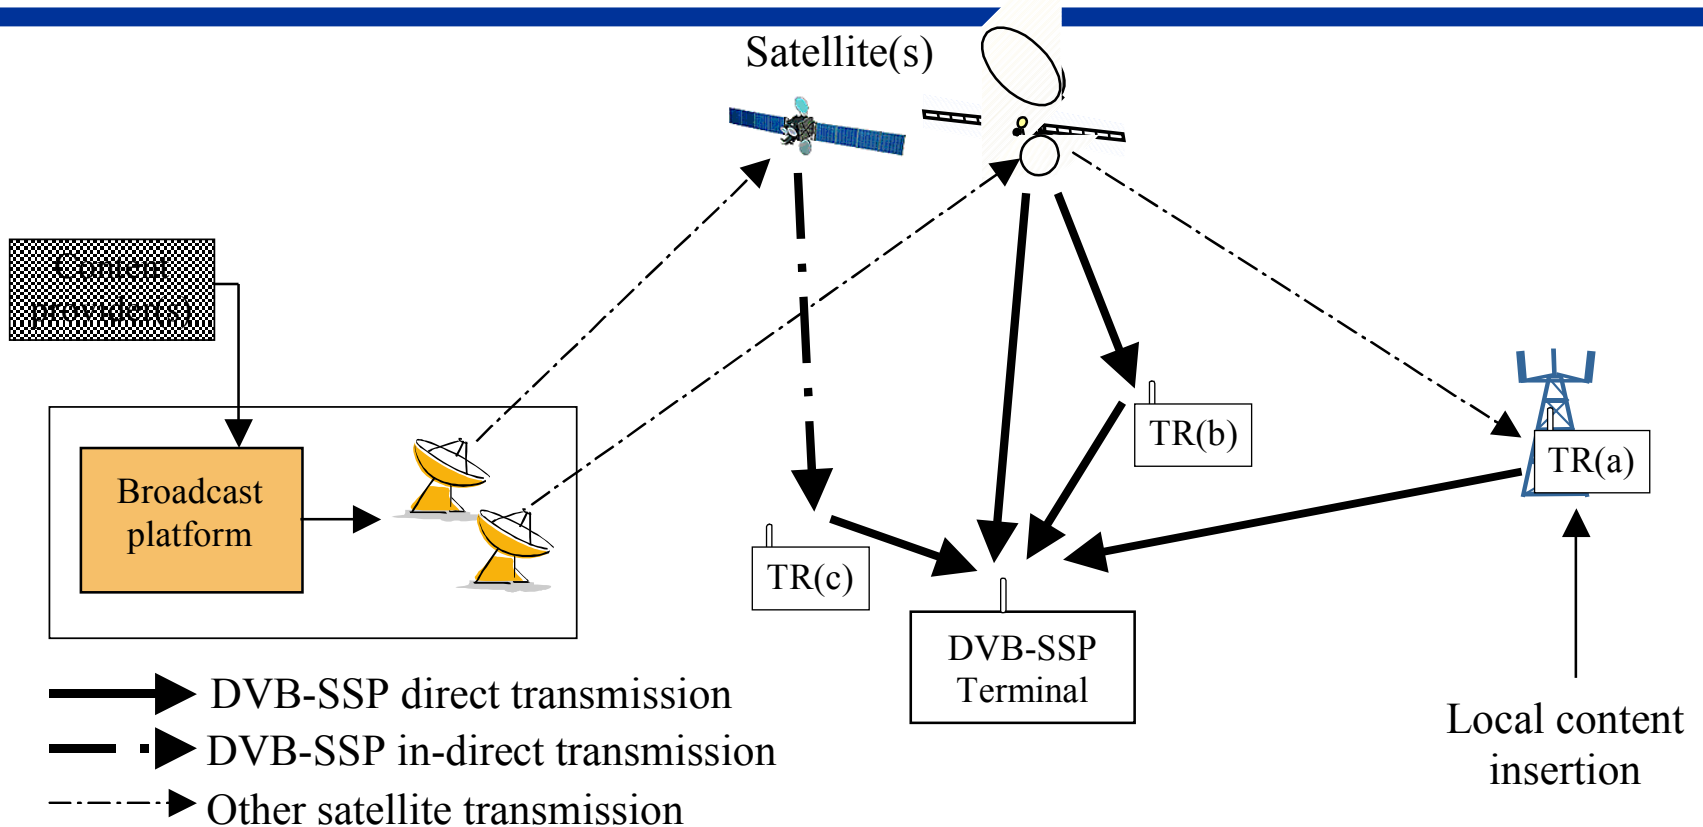 Satellite(s)
Content
provider(s)
Broadcast
platform
TR(b)
TR(a)
TR(c)
DVB-SSP
Terminal
Local content
insertion
DVB-SSP direct transmission
DVB-SSP in-direct transmission
Other satellite transmission